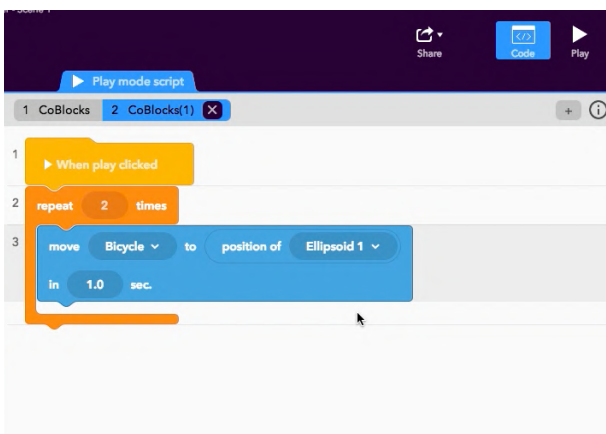 Share
Code
Play
Play mode script
1 CoBlocks 2 CoBlocks(1) X
+ i
1
When play clicked
2
repeat 2 times
3
move Bicycle to position of Ellipsoid 1
in 1.0 sec.